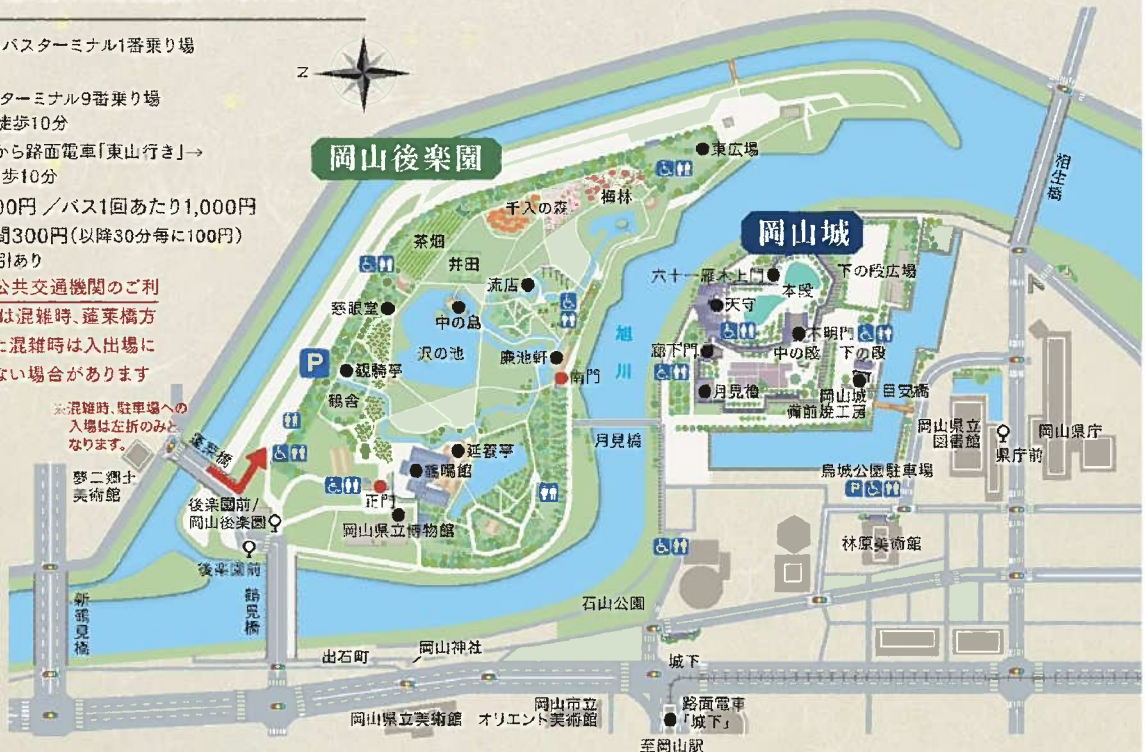 バスターミナル1番乗り場
ターミナル9番乗り場
徒歩10分
から路面電車「東山行き」→
歩10分
00円／バス1回あたり1,000円
間300円(以降30分毎に100円)
引あり
公共交通機関のご利
は混雑時、蓬莱橋方
に混雑時は入出場に
ない場合があります
※混雑時、駐車場への
入場は左折のみと
なります。
N
岡山後楽園
東広場
千入の森
茶畑
井田
流店
慈眼堂
中の島
沢の池
廉池軒
観騎亭
南門
鶴舎
延養亭
鶴鳴館
正門
岡山県立博物館
P
蓬莱橋
夢二郷土
美術館
後楽園前/
岡山後楽園
後楽園前
鶴見橋
新鶴見橋
旭川
月見橋
相生橋
岡山城
六十一雁木上門
本段
下の段広場
天守
不明門
廊下門
中の段
下の段
月見櫓
岡山城
備前焼工房
目安橋
岡山県立
図書館
県庁前
岡山県庁
烏城公園駐車場
P
林原美術館
石山公園
出石町
岡山神社
城下
岡山県立美術館
岡山市立
オリエント美術館
路面電車
「城下」
至岡山駅